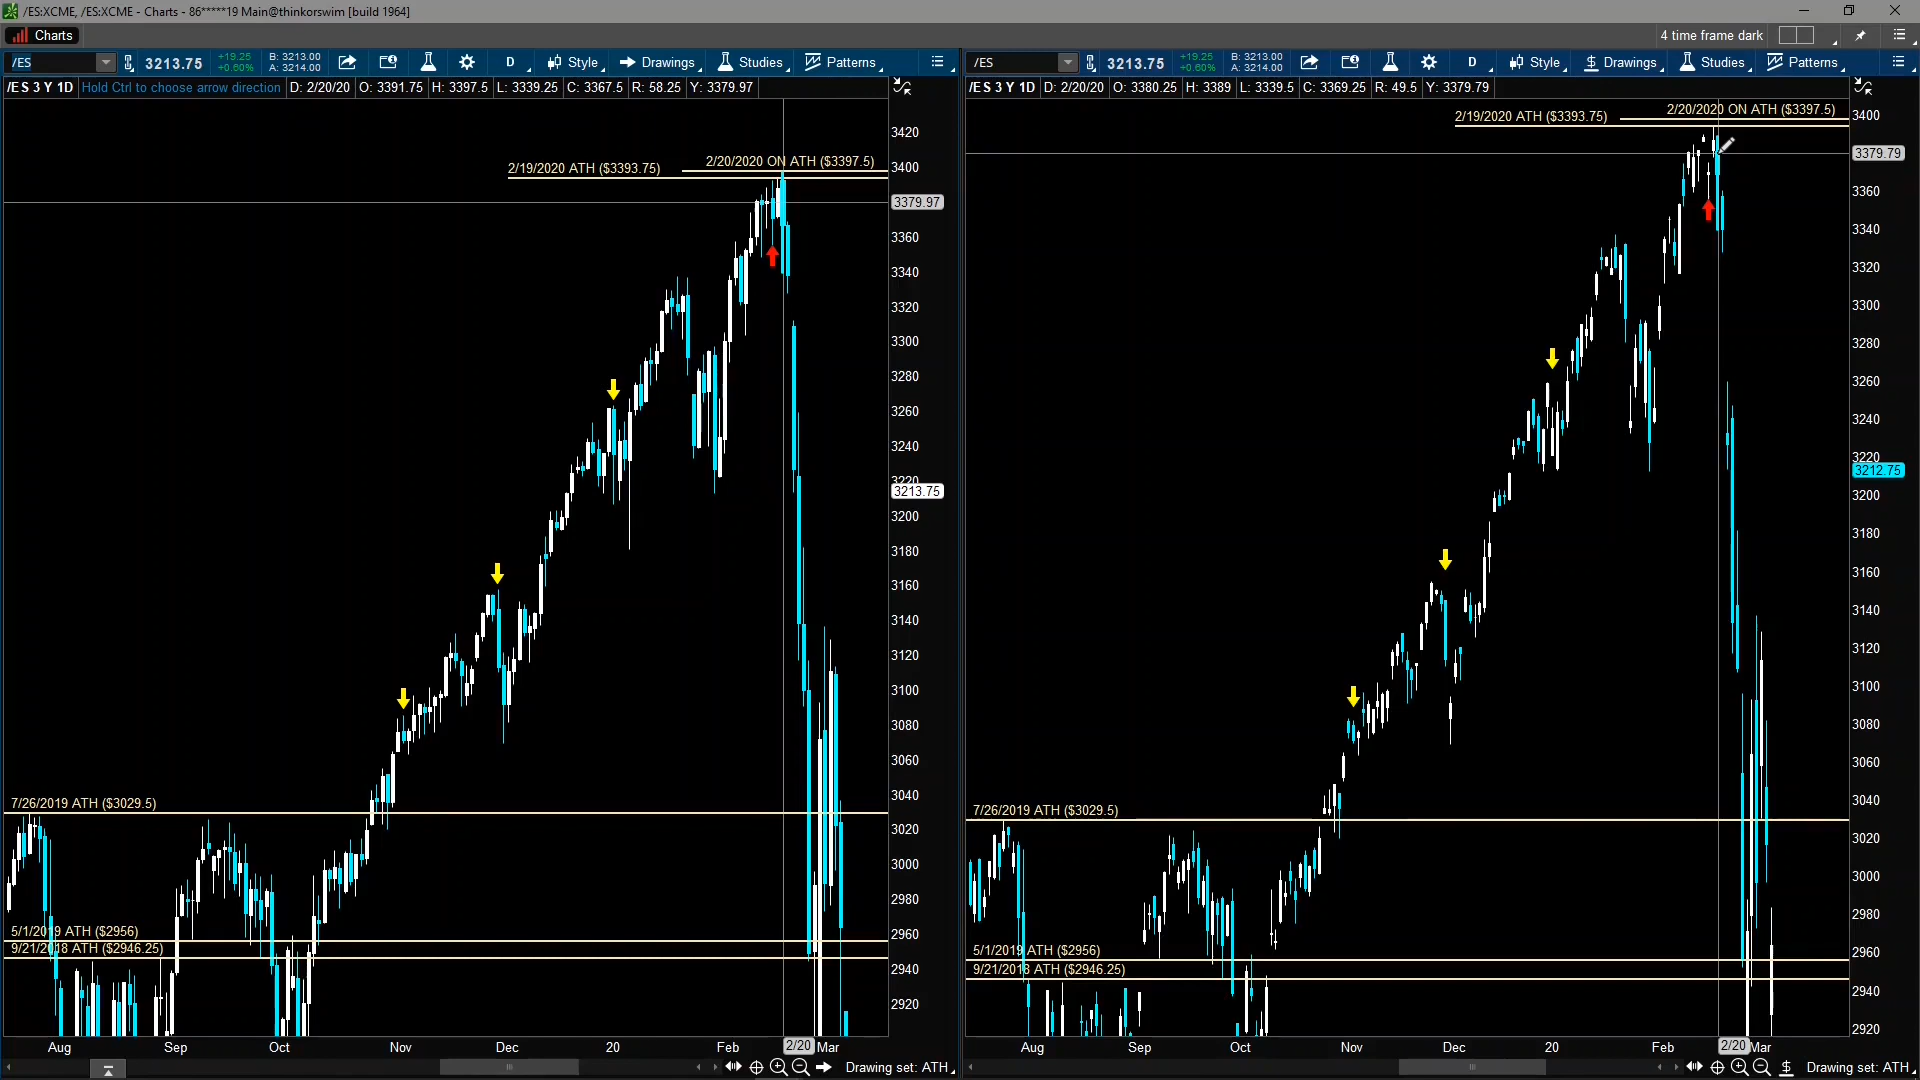 /ES:XCME, /ES:XCME - Charts - 86*****19 Main@thinkorswim [build 1964]
Charts
4 time frame dark
/ES
3213.75
+19.25
+0.60%
B: 3213.00
A: 3214.00
D
Style
Drawings
Studies
Patterns
/ES
3213.75
+19.25
+0.60%
B: 3213.00
A: 3214.00
D
Style
Drawings
Studies
Patterns
/ES 3 Y 1D
Hold Ctrl to choose arrow direction
D: 2/20/20
O: 3391.75
H: 3397.5
L: 3339.25
C: 3367.5
R: 58.25
Y: 3379.97
/ES 3 Y 1D
D: 2/20/20
O: 3380.25
H: 3389
L: 3339.5
C: 3369.25
R: 49.5
Y: 3379.79
2/19/2020 ATH ($3393.75)
2/20/2020 ON ATH ($3397.5)
7/26/2019 ATH ($3029.5)
5/1/2019 ATH ($2956)
9/21/2018 ATH ($2946.25)
3420
3400
3379.97
3360
3340
3320
3300
3280
3260
3240
3220
3213.75
3200
3180
3160
3140
3120
3100
3080
3060
3040
3020
3000
2980
2960
2940
2920
Aug
Sep
Oct
Nov
Dec
20
Feb
2/20
Mar
Drawing set: ATH
2/19/2020 ATH ($3393.75)
2/20/2020 ON ATH ($3397.5)
7/26/2019 ATH ($3029.5)
5/1/2019 ATH ($2956)
9/21/2018 ATH ($2946.25)
3400
3379.79
3360
3340
3320
3300
3280
3260
3240
3220
3212.75
3200
3180
3160
3140
3120
3100
3080
3060
3040
3020
3000
2980
2960
2940
2920
Aug
Sep
Oct
Nov
Dec
20
Feb
2/20
Mar
Drawing set: ATH